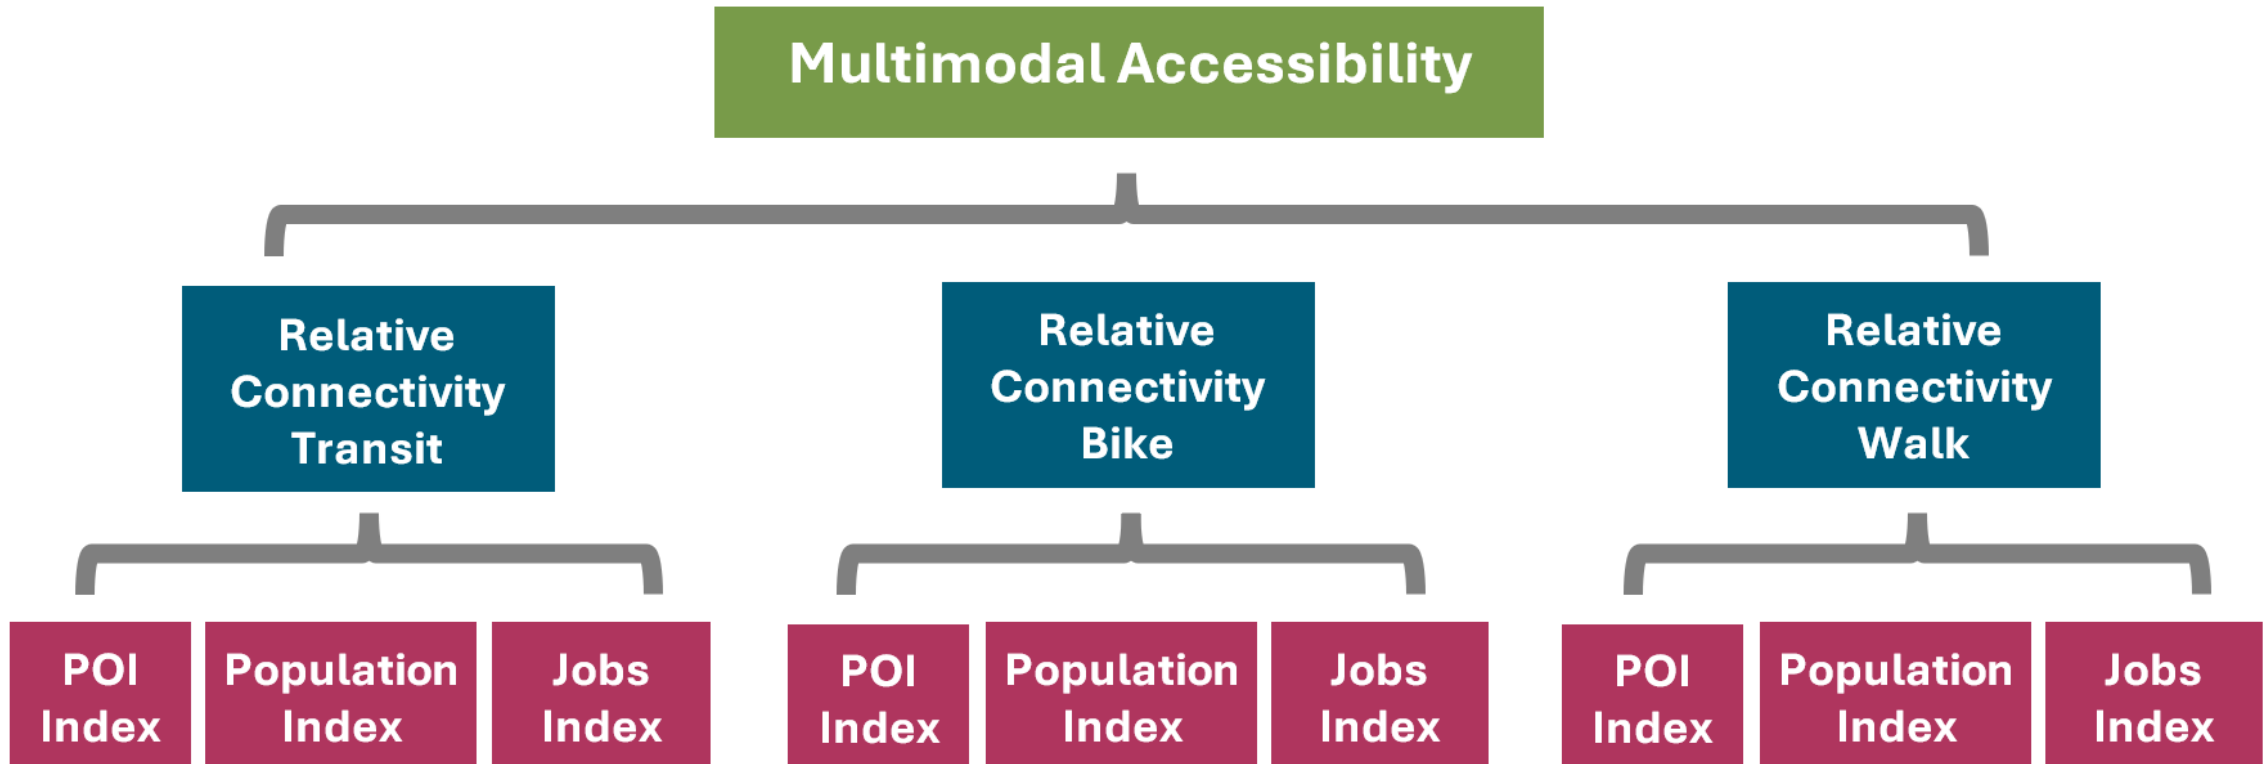 Multimodal Accessibility
Relative
Connectivity
Transit
Relative
Connectivity
Bike
Relative
Connectivity
Walk
POI
Index
Population
Index
Jobs
Index
POI
Index
Population
Index
Jobs
Index
POI
Index
Population
Index
Jobs
Index